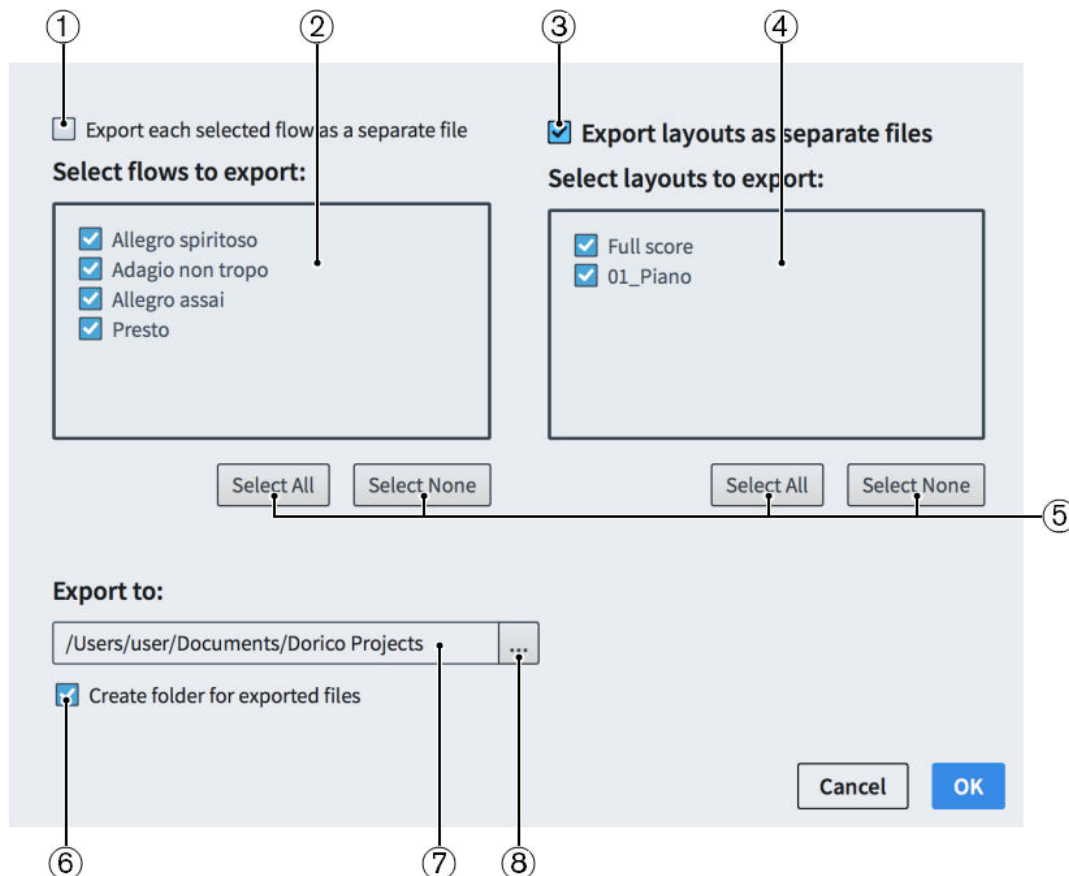 ① ② ③ ④
Export each selected flow as a separate file
Select flows to export:
Allegro spiritoso
Adagio non tropo
Allegro assai
Presto
Select All Select None
Export layouts as separate files
Select layouts to export:
Full score
01_Piano
Select All Select None
⑤
Export to:
/Users/user/Documents/Dorico Projects ...
Create folder for exported files
Cancel OK
⑥ ⑦ ⑧